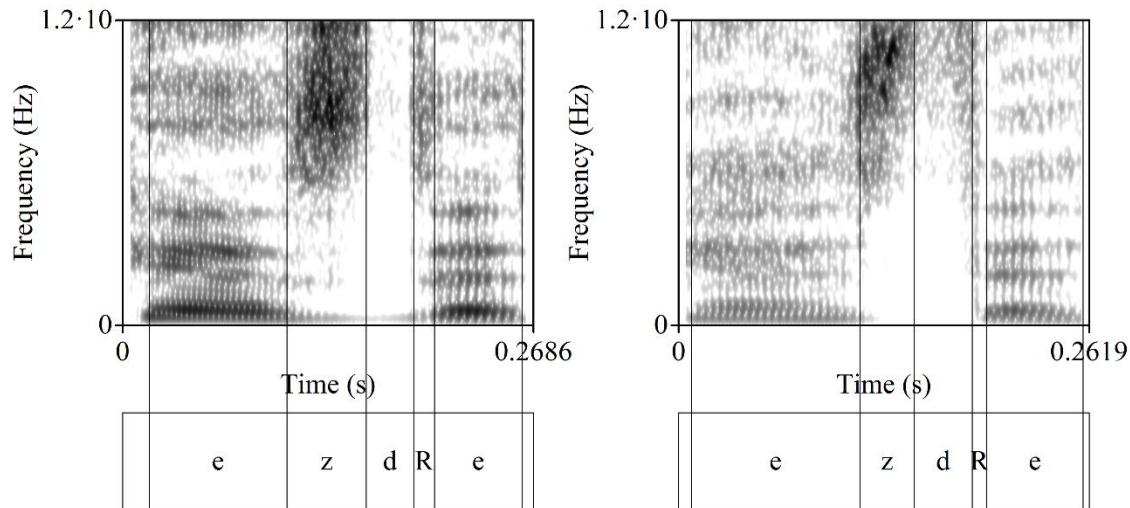 1.2·10 1.2·10
Frequency (Hz) Frequency (Hz)
0 0
0 0.2686 0 0.2619
Time (s) Time (s)
e z d R e e z d R e